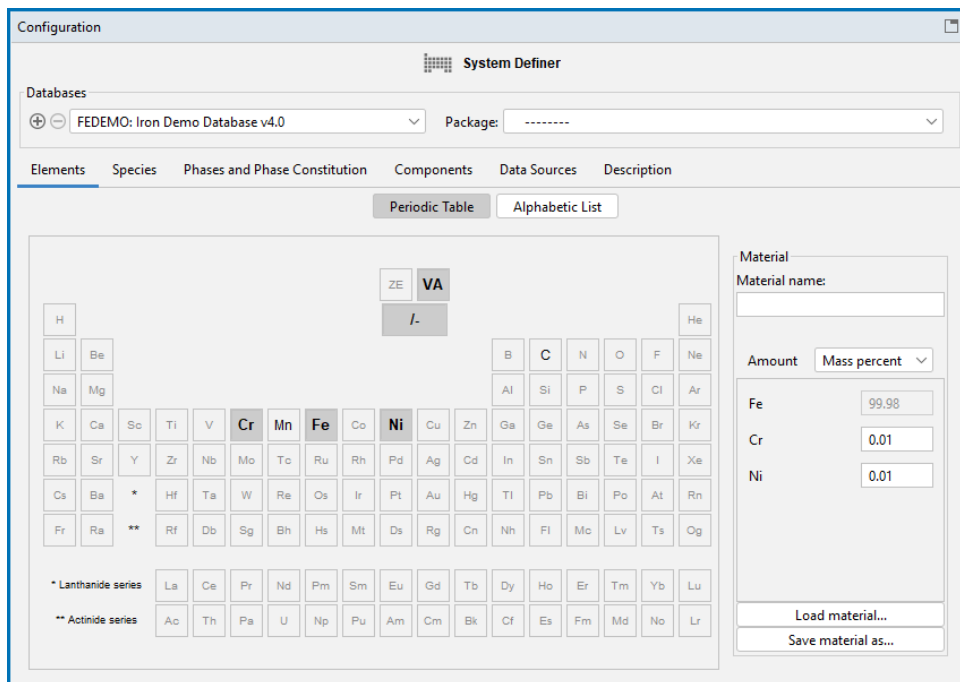 Configuration
System Definer
Databases
FEDEMO: Iron Demo Database v4.0 Package: --------
Elements Species Phases and Phase Constitution Components Data Sources Description
Periodic Table Alphabetic List
ZE VA
/-
H He
Li Be B C N O F Ne
Na Mg Al Si P S Cl Ar
K Ca Sc Ti V Cr Mn Fe Co Ni Cu Zn Ga Ge As Se Br Kr
Rb Sr Y Zr Nb Mo Tc Ru Rh Pd Ag Cd In Sn Sb Te I Xe
Cs Ba * Hf Ta W Re Os Ir Pt Au Hg Tl Pb Bi Po At Rn
Fr Ra ** Rf Db Sg Bh Hs Mt Ds Rg Cn Nh Fl Mc Lv Ts Og
* Lanthanide series La Ce Pr Nd Pm Sm Eu Gd Tb Dy Ho Er Tm Yb Lu
** Actinide series Ac Th Pa U Np Pu Am Cm Bk Cf Es Fm Md No Lr
Material
Material name:
Amount Mass percent
Fe 99.98
Cr 0.01
Ni 0.01
Load material...
Save material as...